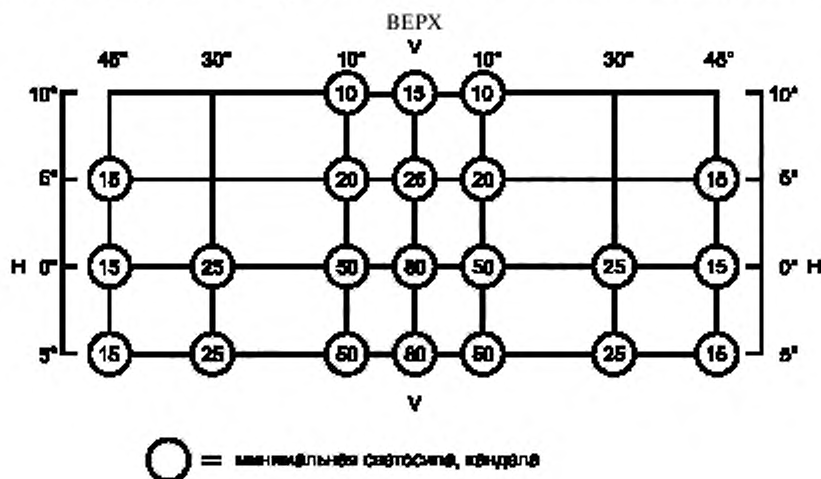 ВЕРХ
V
45° 30° 10° 10° 30° 45°
10° 10 15 10 10°
5° 15 20 25 20 15 5°
H 0° 15 25 50 80 50 25 15 0° H
5° 15 25 50 80 50 25 15 5°
V
= минимальная светосила, кандела